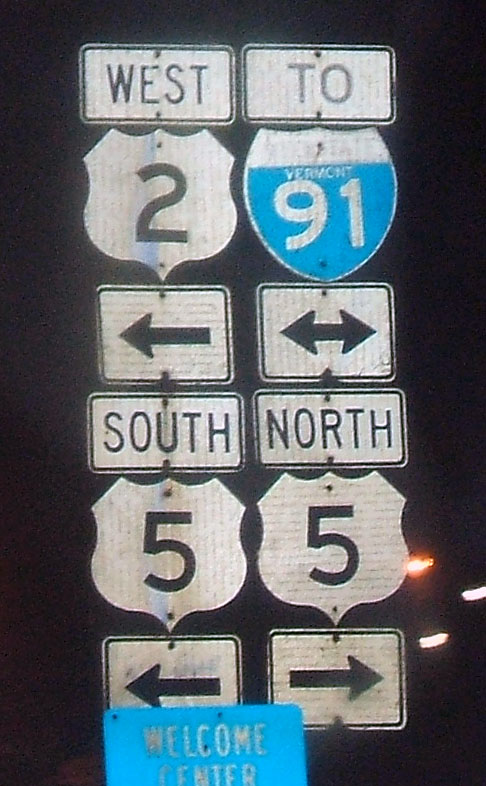 WEST TO
2 VERMONT 91
SOUTH NORTH
5 5
WELCOME
CENTER